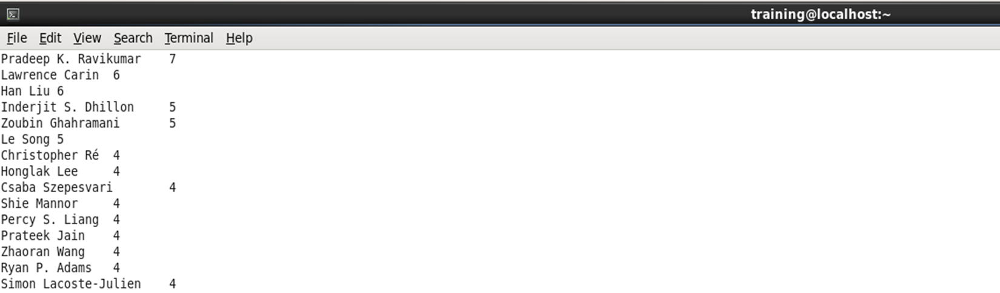 training@localhost:~
File Edit View Search Terminal Help
Pradeep K. Ravikumar 7
Lawrence Carin 6
Han Liu 6
Inderjit S. Dhillon 5
Zoubin Ghahramani 5
Le Song 5
Christopher Ré 4
Honglak Lee 4
Csaba Szepesvari 4
Shie Mannor 4
Percy S. Liang 4
Prateek Jain 4
Zhaoran Wang 4
Ryan P. Adams 4
Simon Lacoste-Julien 4